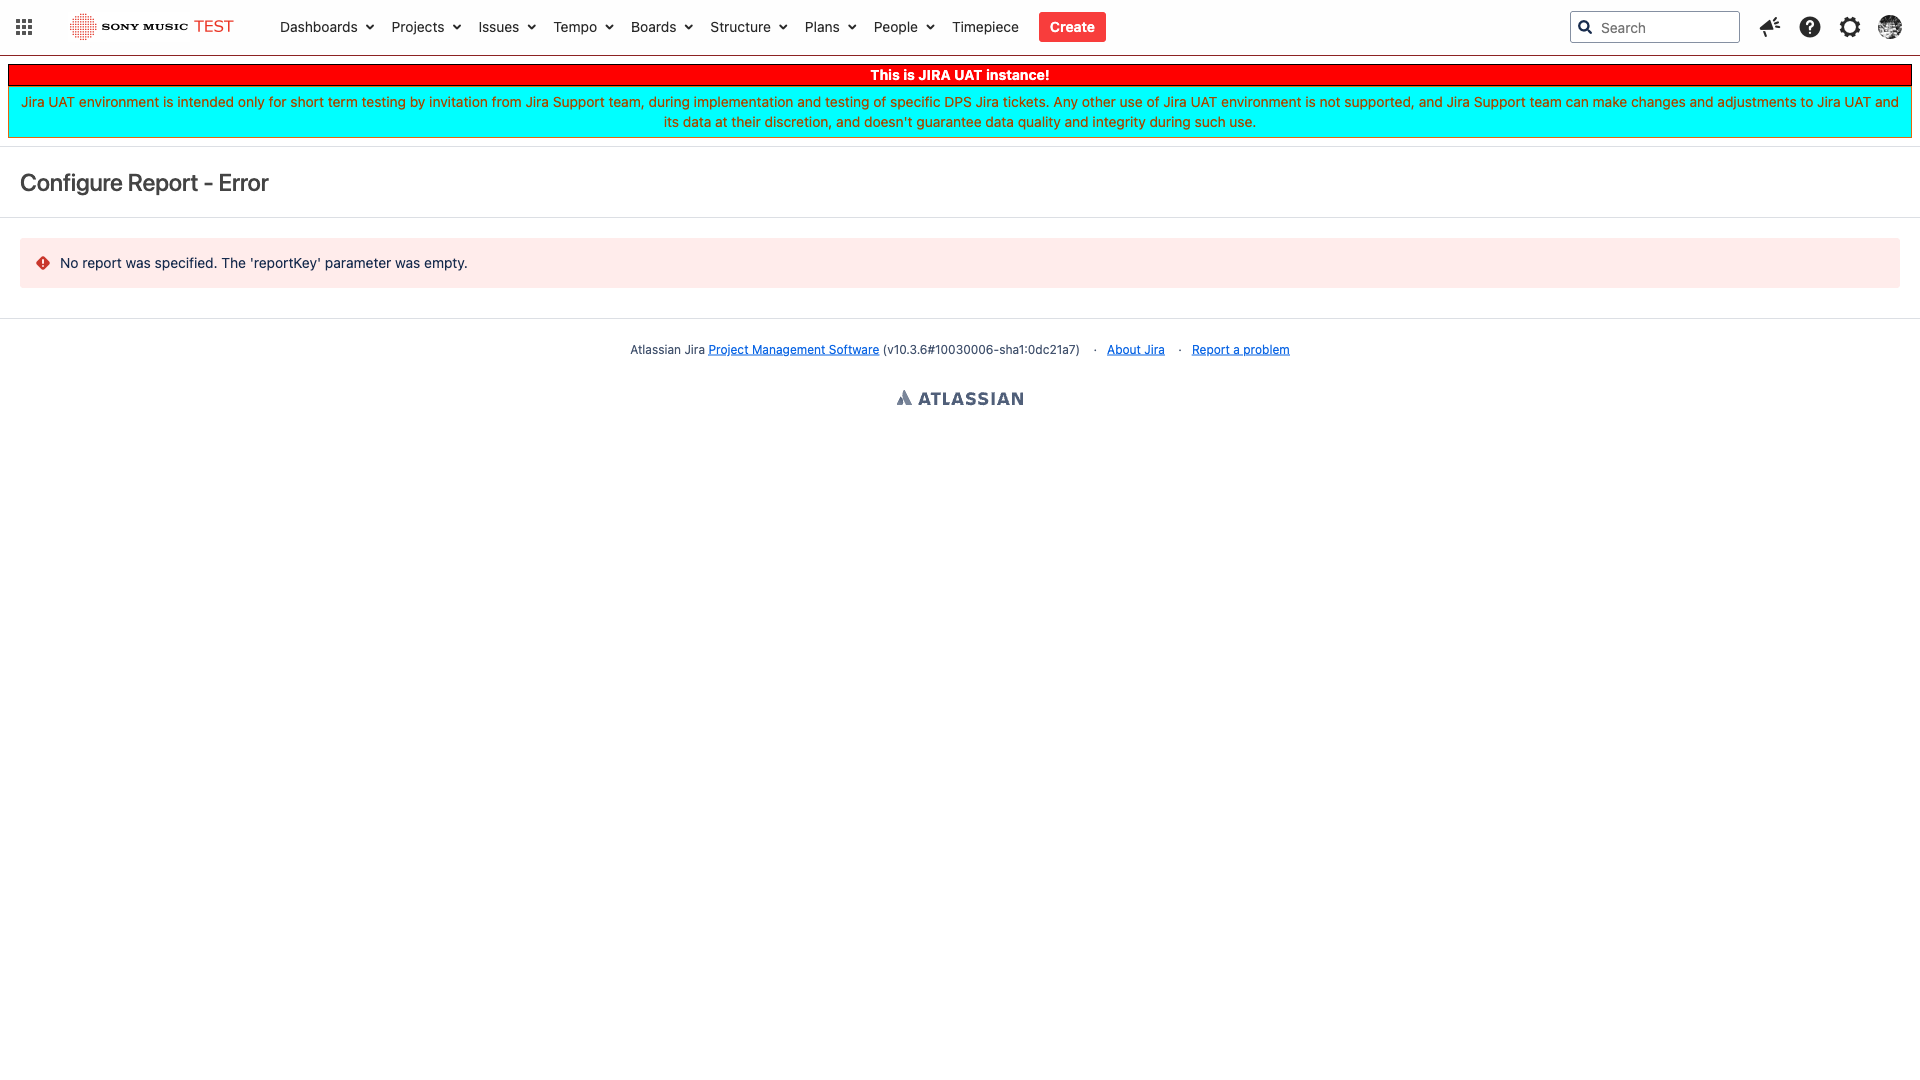 SONY MUSIC TEST Dashboards Projects Issues Tempo Boards Structure Plans People Timepiece Create Search
This is JIRA UAT instance!
Jira UAT environment is intended only for short term testing by invitation from Jira Support team, during implementation and testing of specific DPS Jira tickets. Any other use of Jira UAT environment is not supported, and Jira Support team can make changes and adjustments to Jira UAT and
its data at their discretion, and doesn't guarantee data quality and integrity during such use.
Configure Report - Error
No report was specified. The 'reportKey' parameter was empty.
Atlassian Jira Project Management Software (v10.3.6#10030006-sha1:0dc21a7) · About Jira · Report a problem
ATLASSIAN